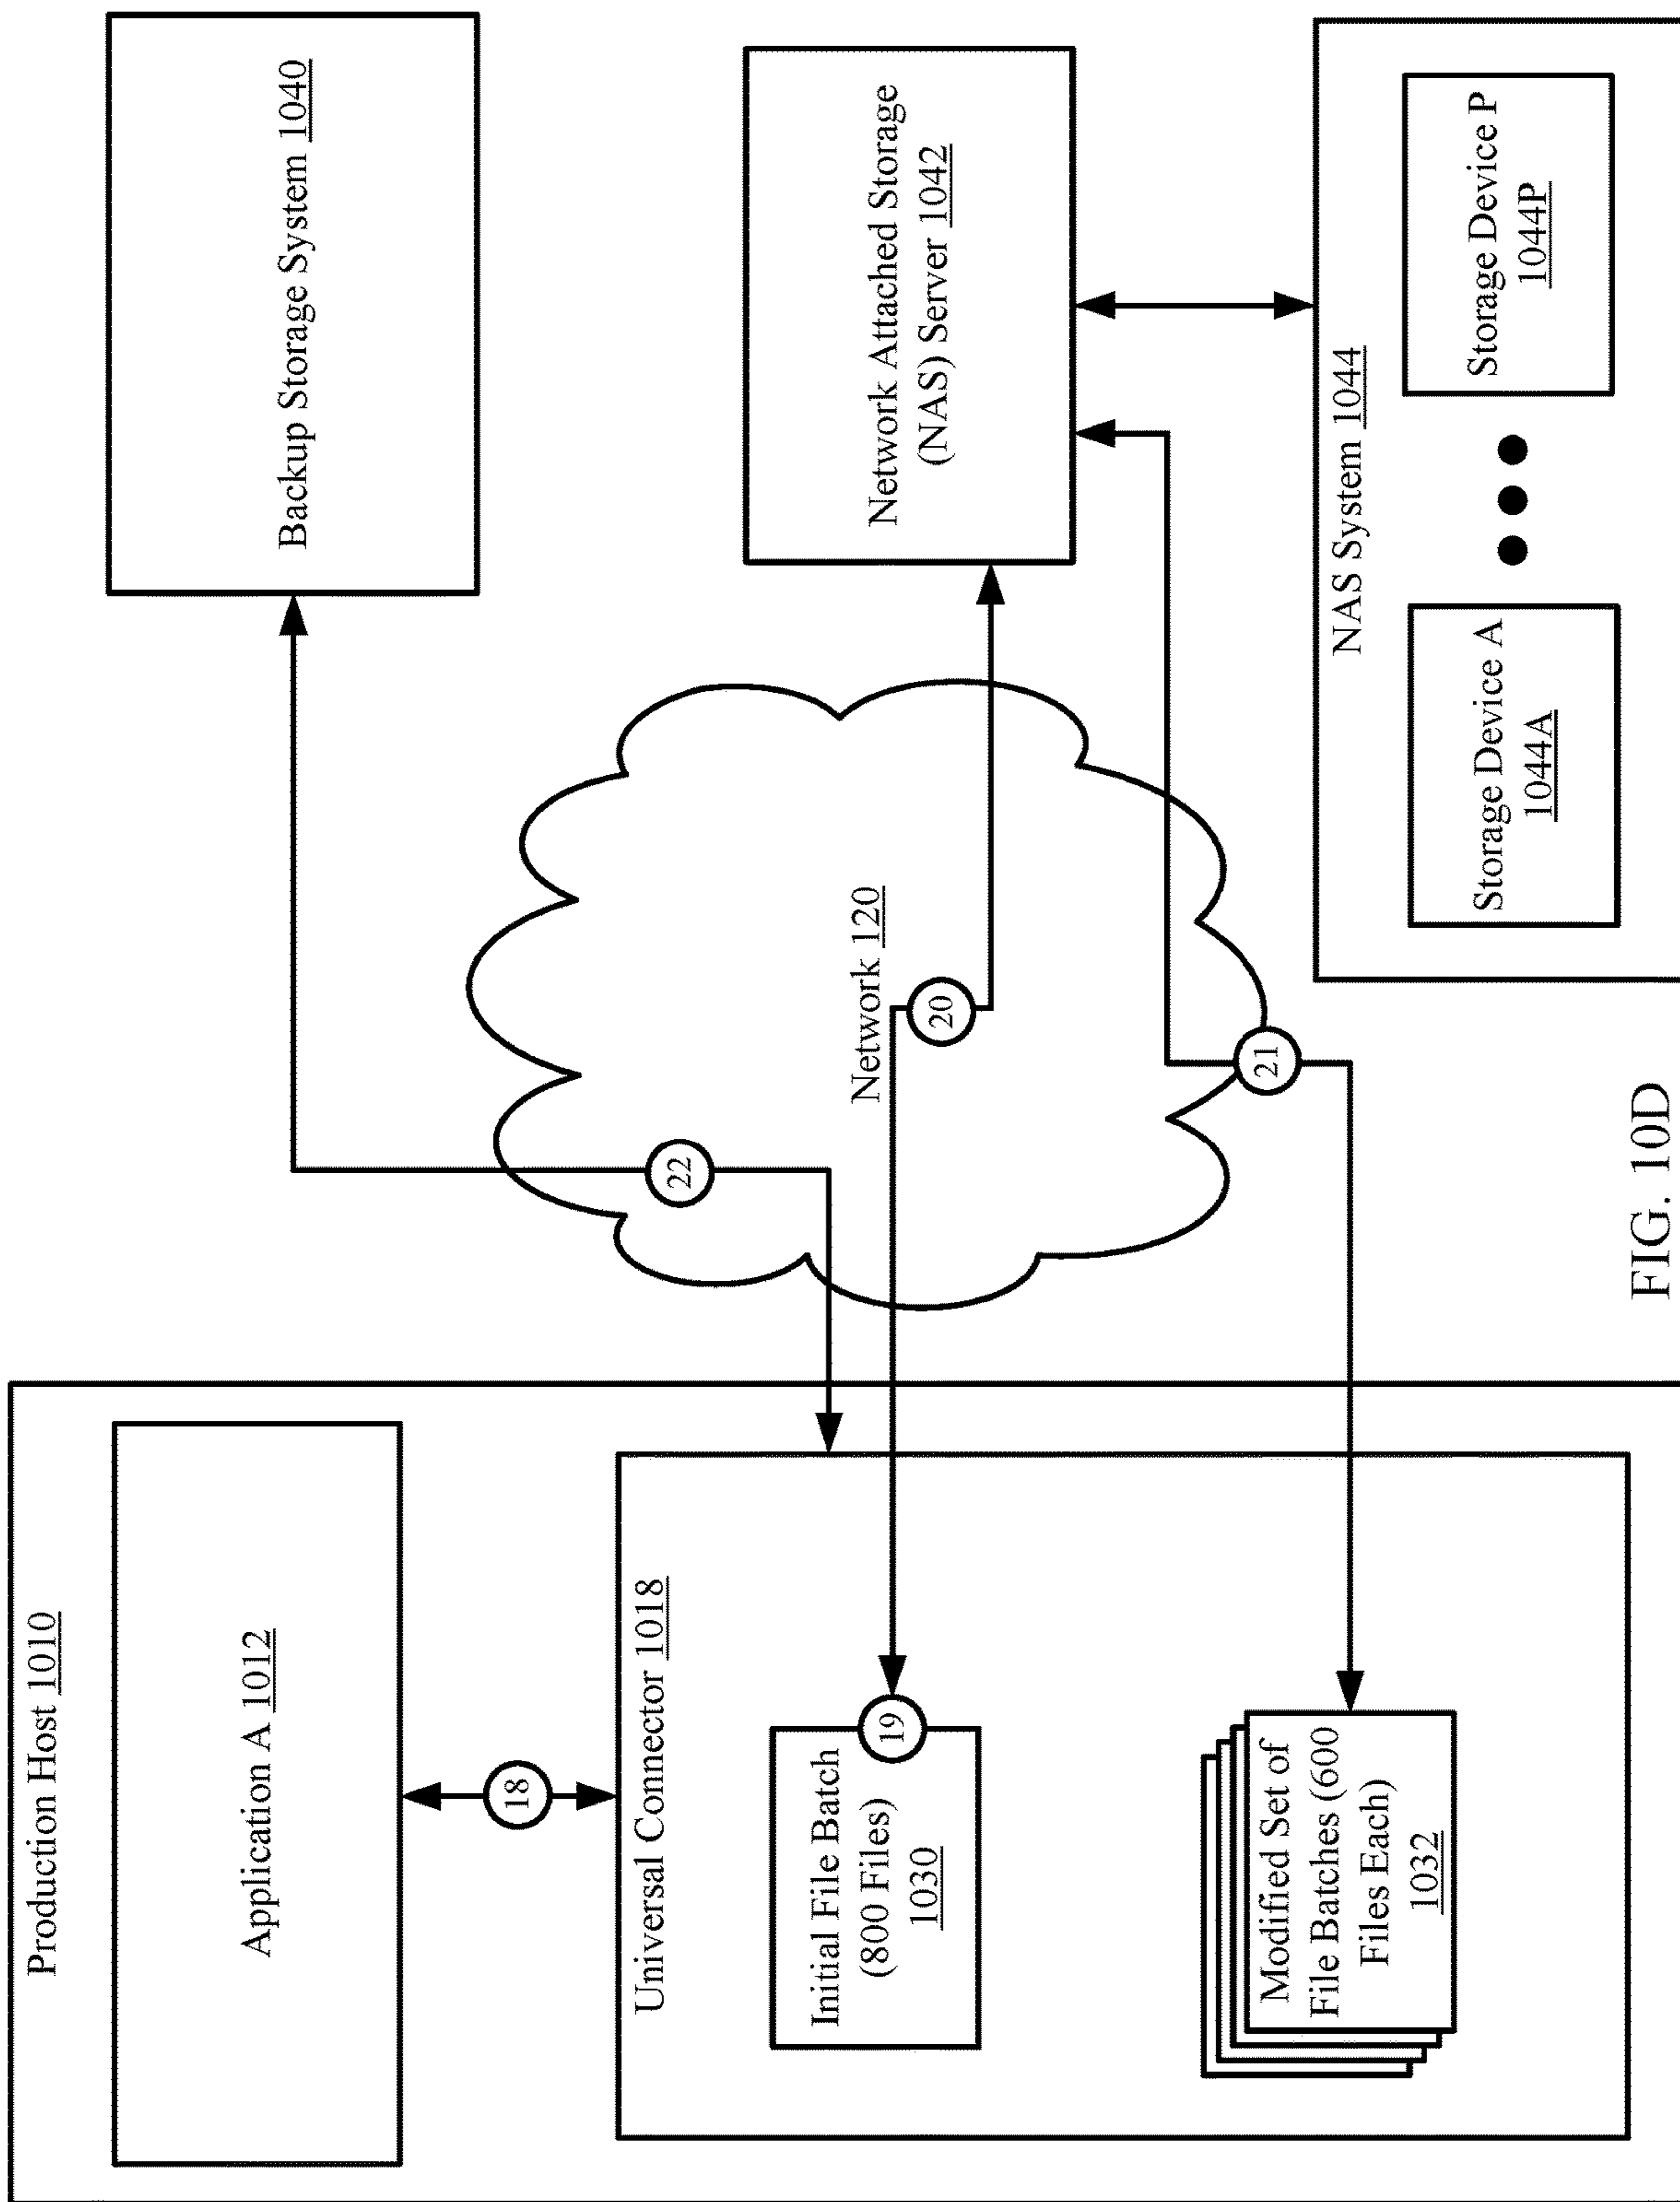 Production Host 1010
Application A 1012
18
Universal Connector 1018
Initial File Batch
(800 Files)
1030
19
Modified Set of
File Batches (600
Files Each)
1032
22
Network 120
20
21
Backup Storage System 1040
Network Attached Storage
(NAS) Server 1042
NAS System 1044
Storage Device A
1044A
Storage Device P
1044P
FIG. 10D